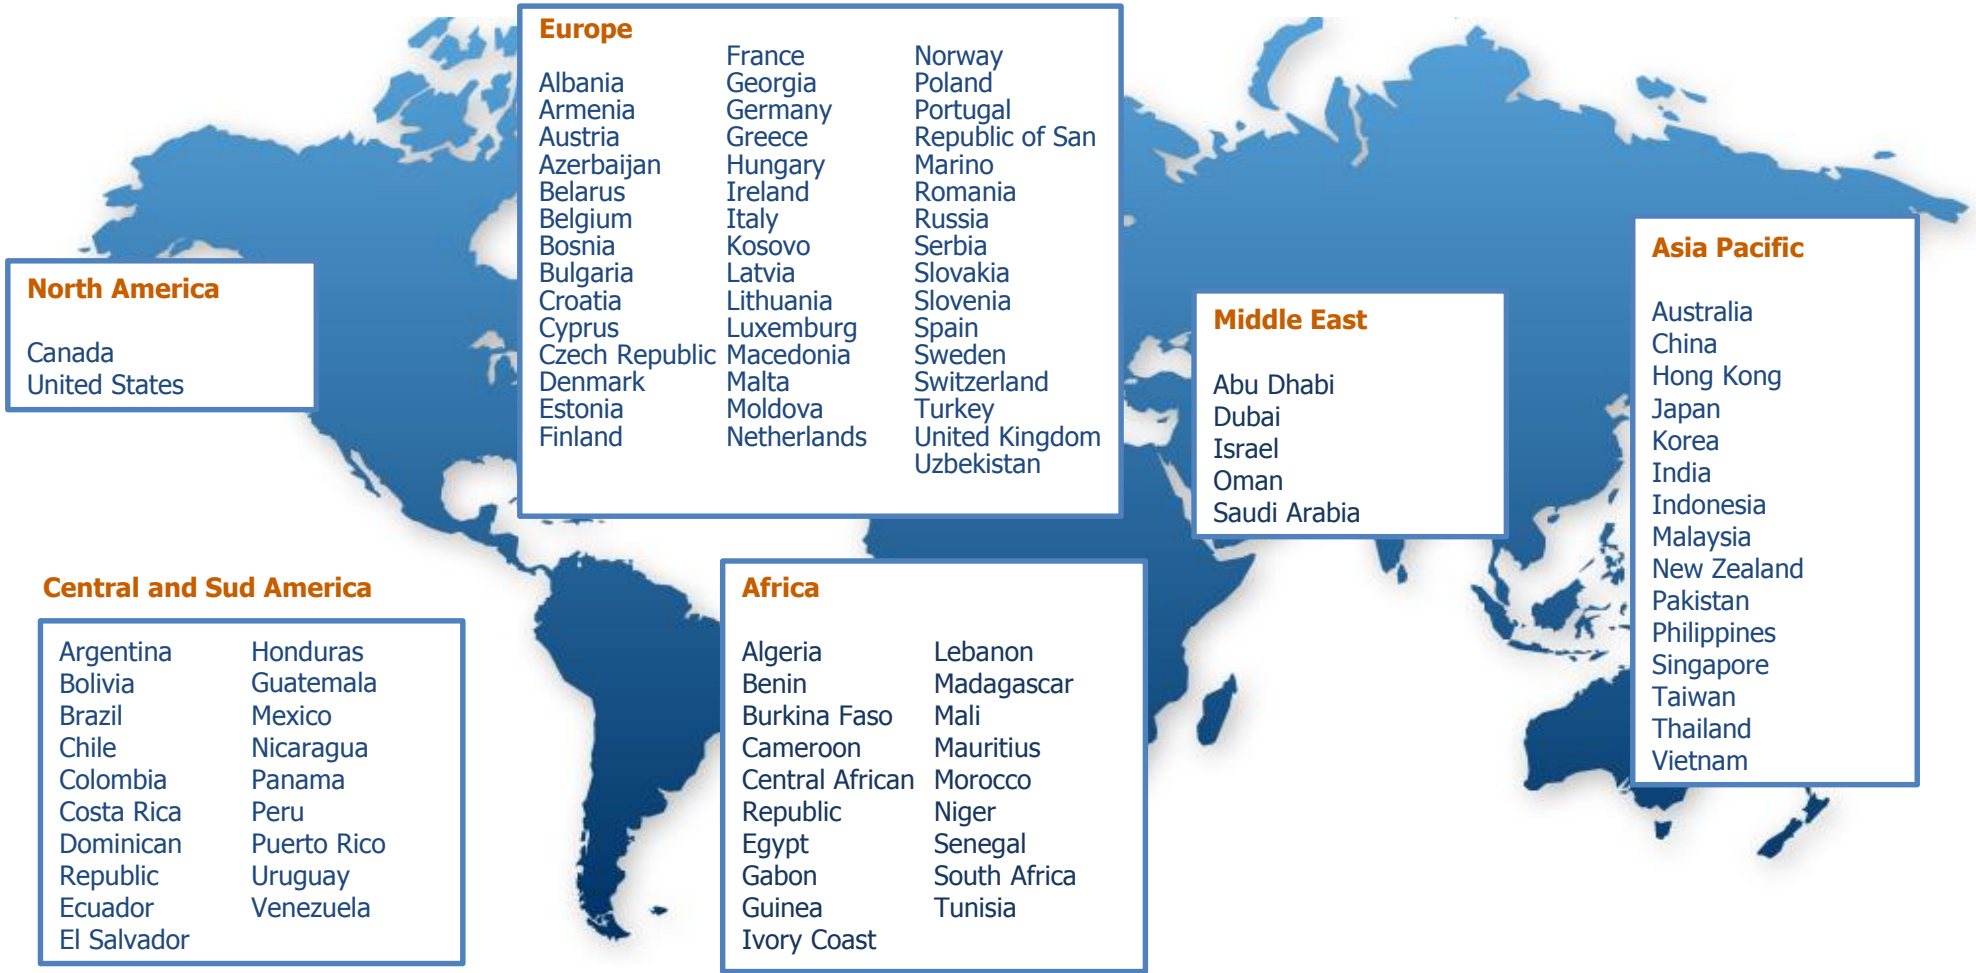 Europe
Albania
Armenia
Austria
Azerbaijan
Belarus
Belgium
Bosnia
Bulgaria
Croatia
Cyprus
Czech Republic
Denmark
Estonia
Finland
France
Georgia
Germany
Greece
Hungary
Ireland
Italy
Kosovo
Latvia
Lithuania
Luxemburg
Macedonia
Malta
Moldova
Netherlands
Norway
Poland
Portugal
Republic of San
Marino
Romania
Russia
Serbia
Slovakia
Slovenia
Spain
Sweden
Switzerland
Turkey
United Kingdom
Uzbekistan
North America
Canada
United States
Middle East
Abu Dhabi
Dubai
Israel
Oman
Saudi Arabia
Asia Pacific
Australia
China
Hong Kong
Japan
Korea
India
Indonesia
Malaysia
New Zealand
Pakistan
Philippines
Singapore
Taiwan
Thailand
Vietnam
Central and Sud America
Argentina
Bolivia
Brazil
Chile
Colombia
Costa Rica
Dominican
Republic
Ecuador
El Salvador
Honduras
Guatemala
Mexico
Nicaragua
Panama
Peru
Puerto Rico
Uruguay
Venezuela
Africa
Algeria
Benin
Burkina Faso
Cameroon
Central African
Republic
Egypt
Gabon
Guinea
Ivory Coast
Lebanon
Madagascar
Mali
Mauritius
Morocco
Niger
Senegal
South Africa
Tunisia